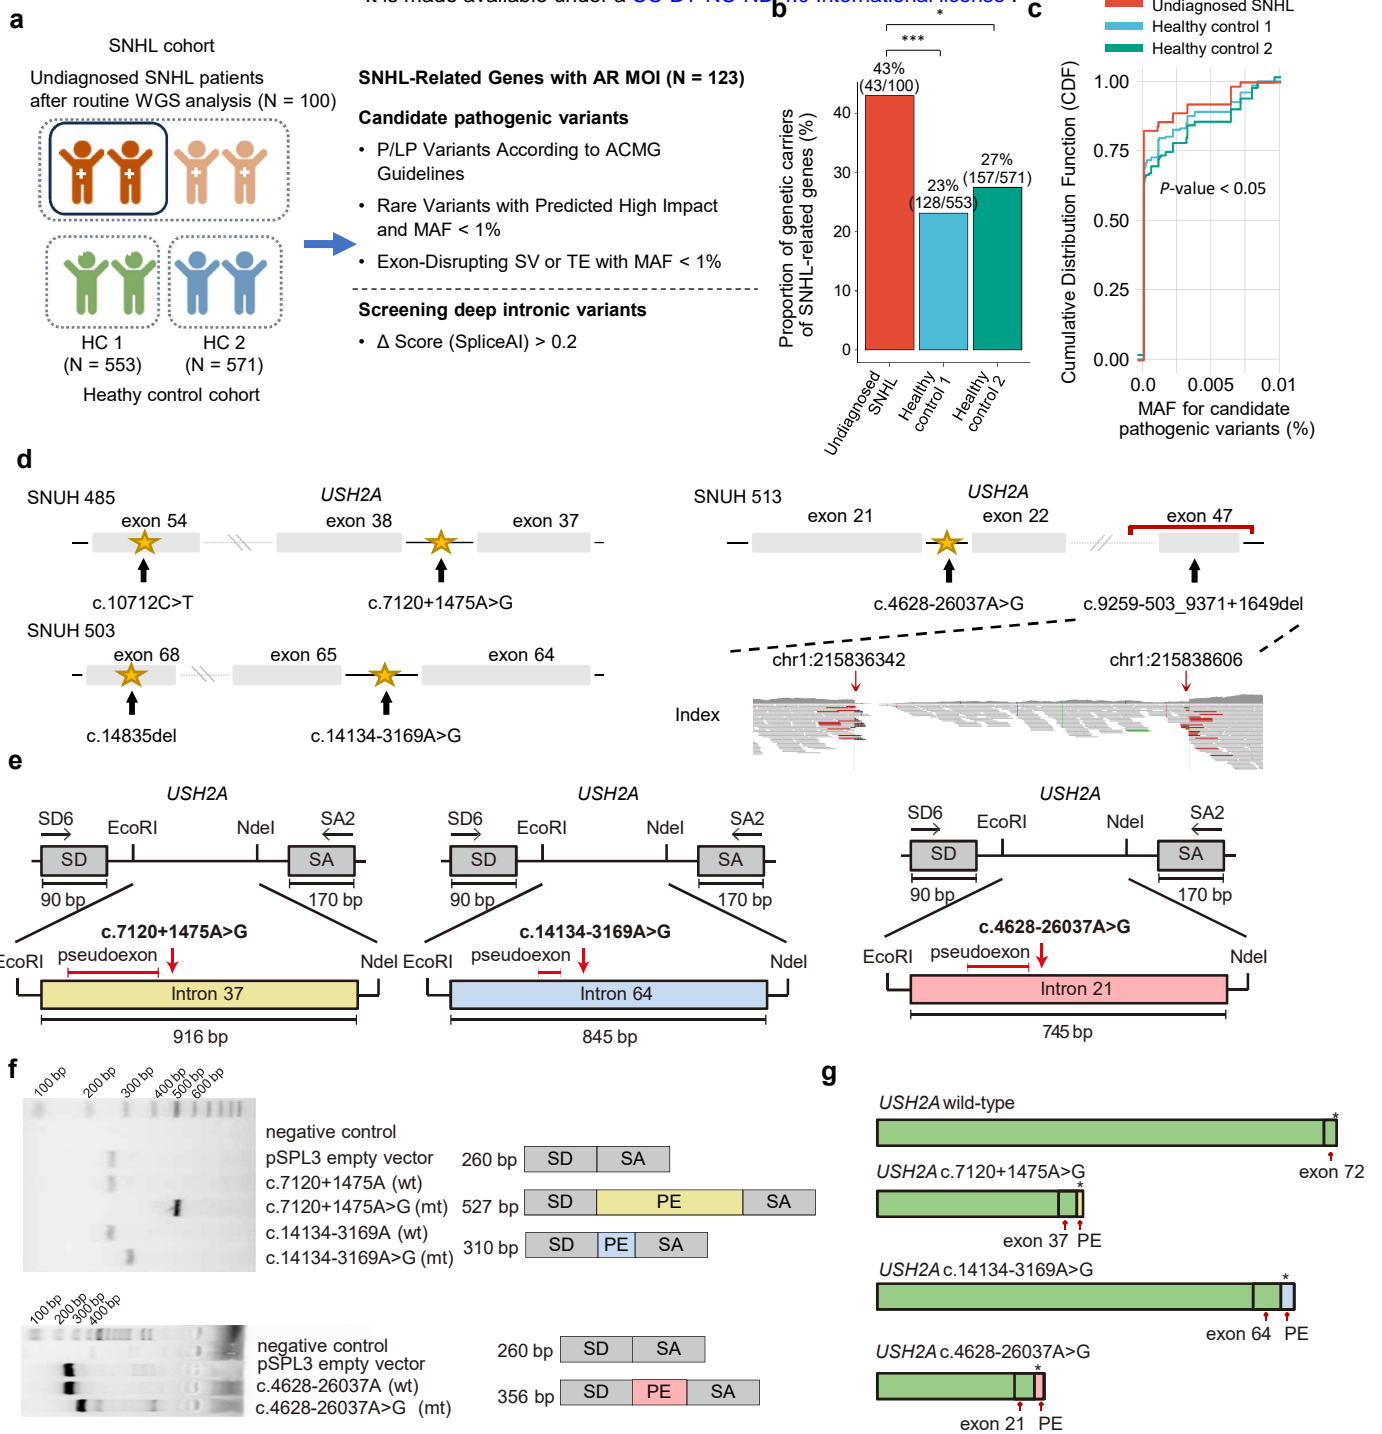 It is made available under a CC-BY-NC-ND 4.0 International license .
a
SNHL cohort
Undiagnosed SNHL patients
after routine WGS analysis (N = 100)
HC 1
(N = 553)
HC 2
(N = 571)
Heathy control cohort
SNHL-Related Genes with AR MOI (N = 123)
Candidate pathogenic variants
• P/LP Variants According to ACMG
Guidelines
• Rare Variants with Predicted High Impact
and MAF < 1%
• Exon-Disrupting SV or TE with MAF < 1%
Screening deep intronic variants
• Δ Score (SpliceAI) > 0.2
b
*
***
43%
(43/100)
23%
(128/553)
27%
(157/571)
Proportion of genetic carriers
of SNHL-related genes (%)
40
30
20
10
0
Undiagnosed
SNHL
Healthy
control 1
Healthy
control 2
c
Undiagnosed SNHL
Healthy control 1
Healthy control 2
Cumulative Distribution Function (CDF)
1.00
0.75
0.50
0.25
0.00
P-value < 0.05
0.0
0.005
0.01
MAF for candidate
pathogenic variants (%)
d
SNUH 485
USH2A
exon 54
exon 38
exon 37
c.10712C>T
c.7120+1475A>G
SNUH 503
exon 68
exon 65
exon 64
c.14835del
c.14134-3169A>G
SNUH 513
USH2A
exon 21
exon 22
exon 47
c.4628-26037A>G
c.9259-503_9371+1649del
chr1:215836342
chr1:215838606
Index
e
USH2A
SD6
EcoRI
NdeI
SA2
SD
SA
90 bp
170 bp
c.7120+1475A>G
pseudoexon
EcoRI
NdeI
Intron 37
916 bp
USH2A
SD6
EcoRI
NdeI
SA2
SD
SA
90 bp
170 bp
c.14134-3169A>G
pseudoexon
EcoRI
NdeI
Intron 64
845 bp
USH2A
SD6
EcoRI
NdeI
SA2
SD
SA
90 bp
170 bp
c.4628-26037A>G
pseudoexon
EcoRI
NdeI
Intron 21
745 bp
f
100 bp
200 bp
300 bp
400 bp
500 bp
600 bp
negative control
pSPL3 empty vector
c.7120+1475A (wt)
c.7120+1475A>G (mt)
c.14134-3169A (wt)
c.14134-3169A>G (mt)
260 bp
SD
SA
527 bp
SD
PE
SA
310 bp
SD
PE
SA
100 bp
200 bp
300 bp
400 bp
negative control
pSPL3 empty vector
c.4628-26037A (wt)
c.4628-26037A>G (mt)
260 bp
SD
SA
356 bp
SD
PE
SA
g
USH2A wild-type
*
exon 72
USH2A c.7120+1475A>G
*
exon 37
PE
USH2A c.14134-3169A>G
*
exon 64
PE
USH2A c.4628-26037A>G
*
exon 21
PE